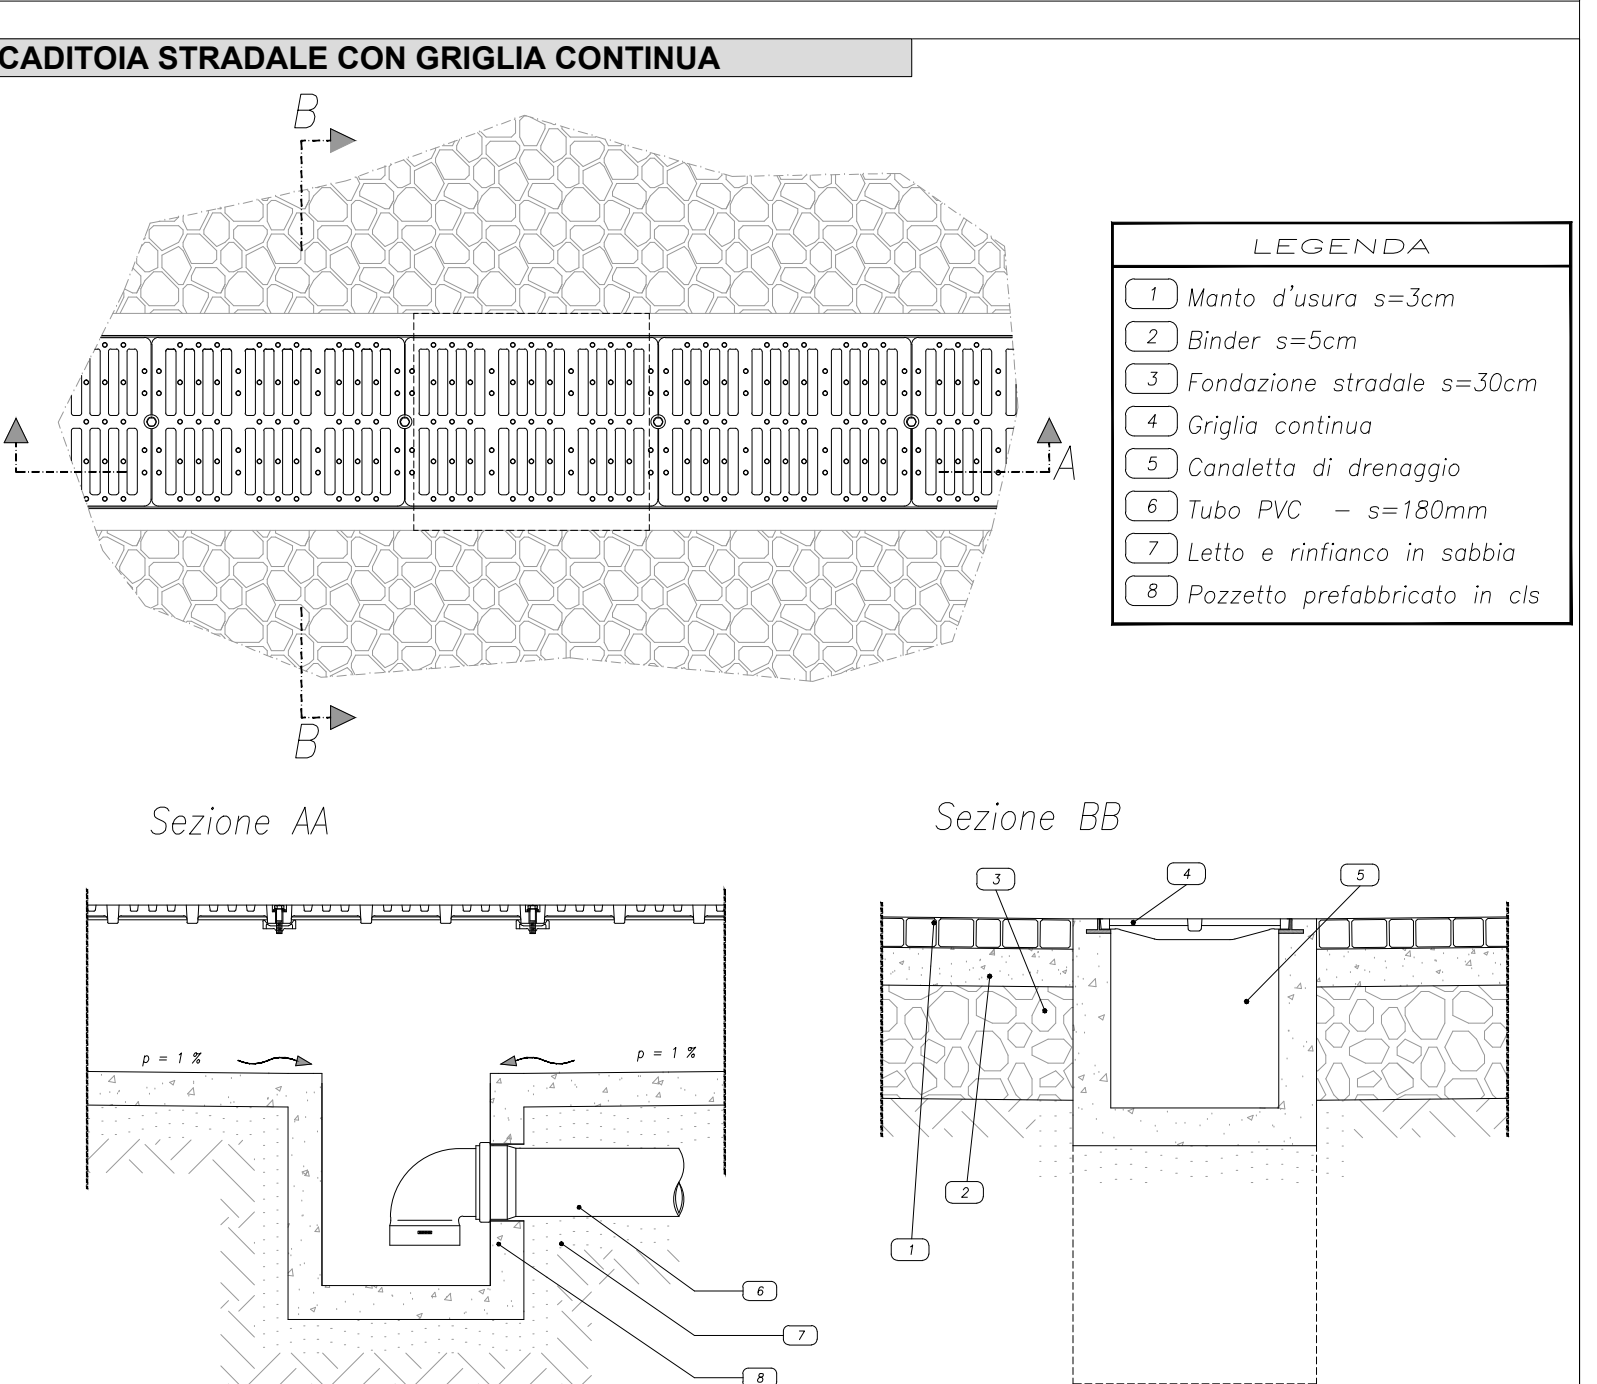 CADITOIA STRADALE CON GRIGLIA CONTINUA
B
LEGENDA
1 Manto d'usura s=3cm
2 Binder s=5cm
3 Fondazione stradale s=30cm
4 Griglia continua
5 Canaletta di drenaggio
6 Tubo PVC – s=180mm
7 Letto e rinfianco in sabbia
8 Pozzetto prefabbricato in cls
A
B
Sezione AA
p = 1 %
p = 1 %
6
7
8
Sezione BB
3
4
5
2
1